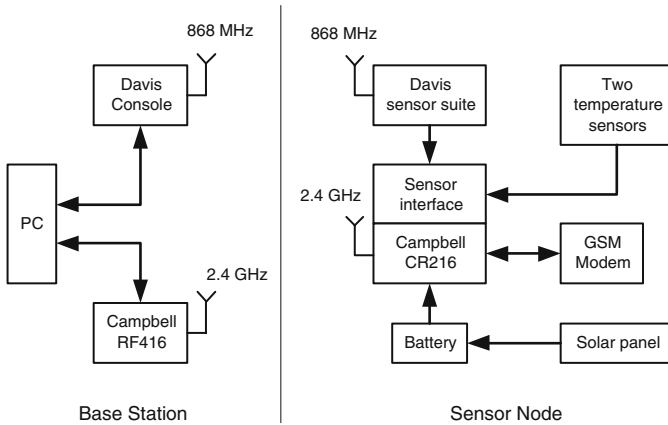 868 MHz
Davis
Console
PC
2.4 GHz
Campbell
RF416
Base Station
868 MHz
Davis
sensor suite
Two
temperature
sensors
Sensor
interface
2.4 GHz
Campbell
CR216
GSM
Modem
Battery
Solar panel
Sensor Node